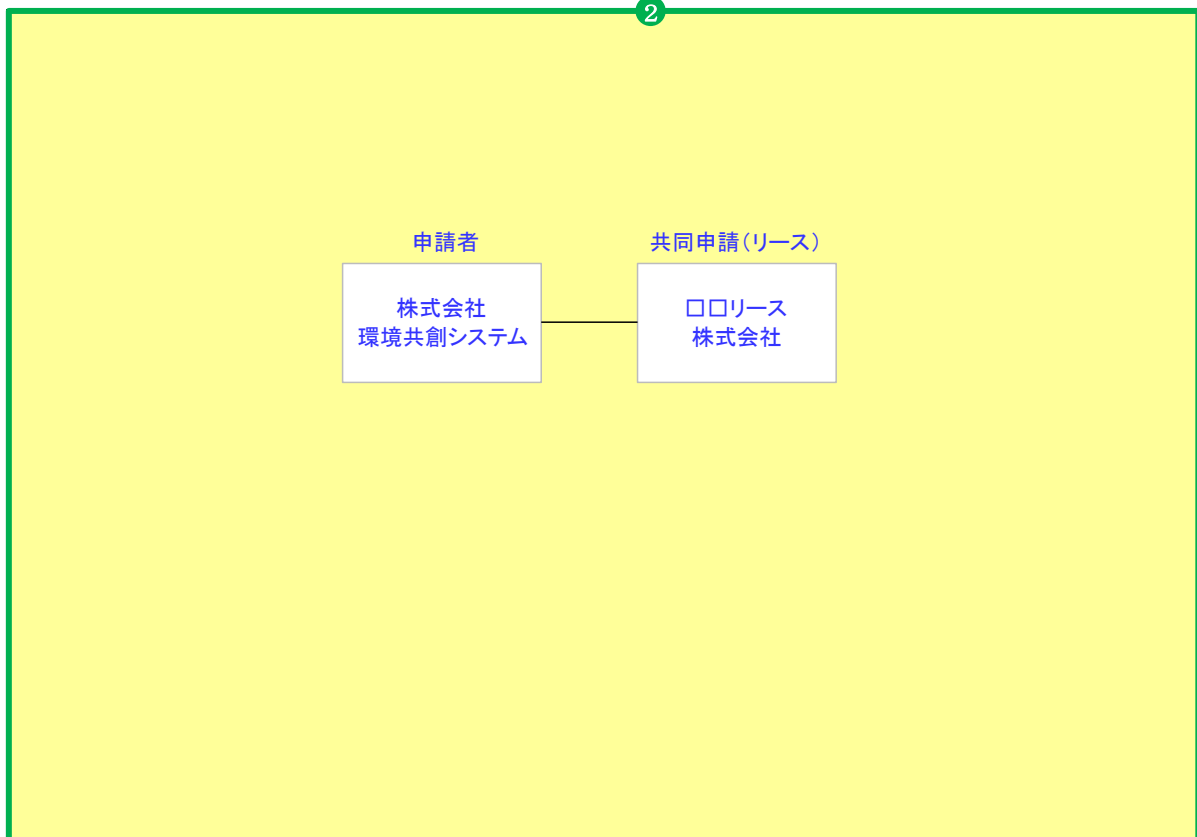 ❷
申請者
共同申請（リース）
株式会社
環境共創システム
□□リース
株式会社